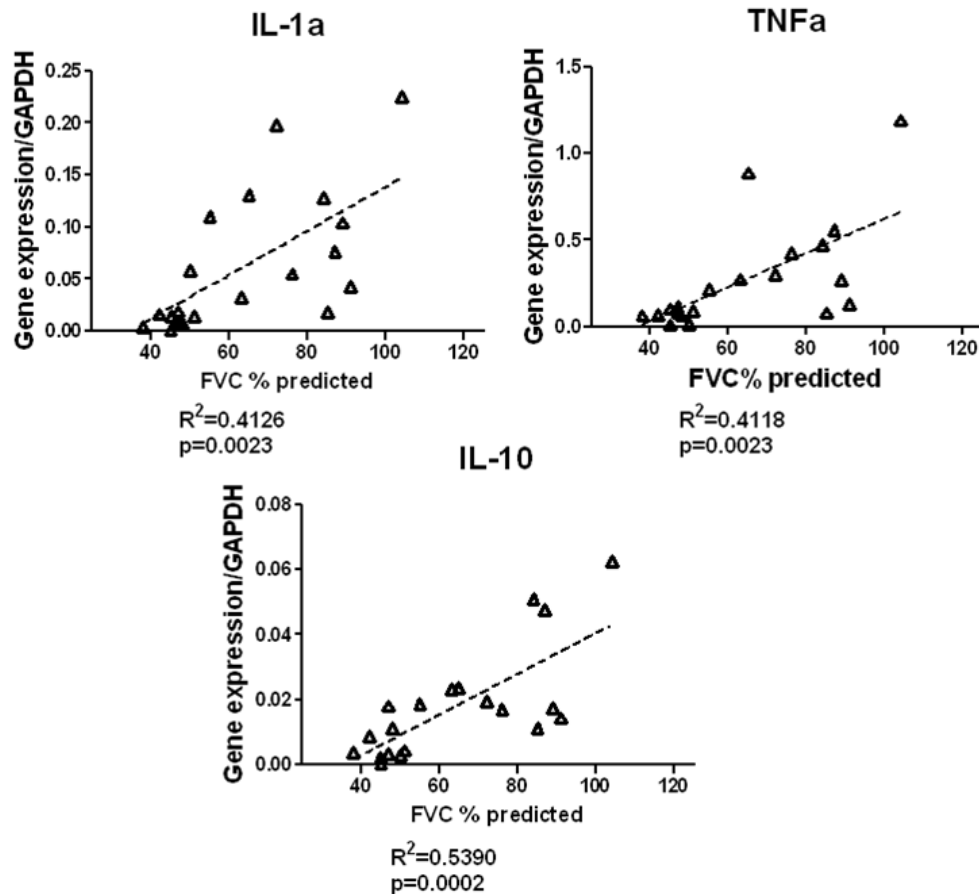 IL-1a
Gene expression/GAPDH
0.25
0.20
0.15
0.10
0.05
0.00
40 60 80 100 120
FVC % predicted
R²=0.4126
p=0.0023
TNFa
Gene expression/GAPDH
1.5
1.0
0.5
0.0
40 60 80 100 120
FVC% predicted
R²=0.4118
p=0.0023
IL-10
Gene expression/GAPDH
0.08
0.06
0.04
0.02
0.00
40 60 80 100 120
FVC % predicted
R²=0.5390
p=0.0002